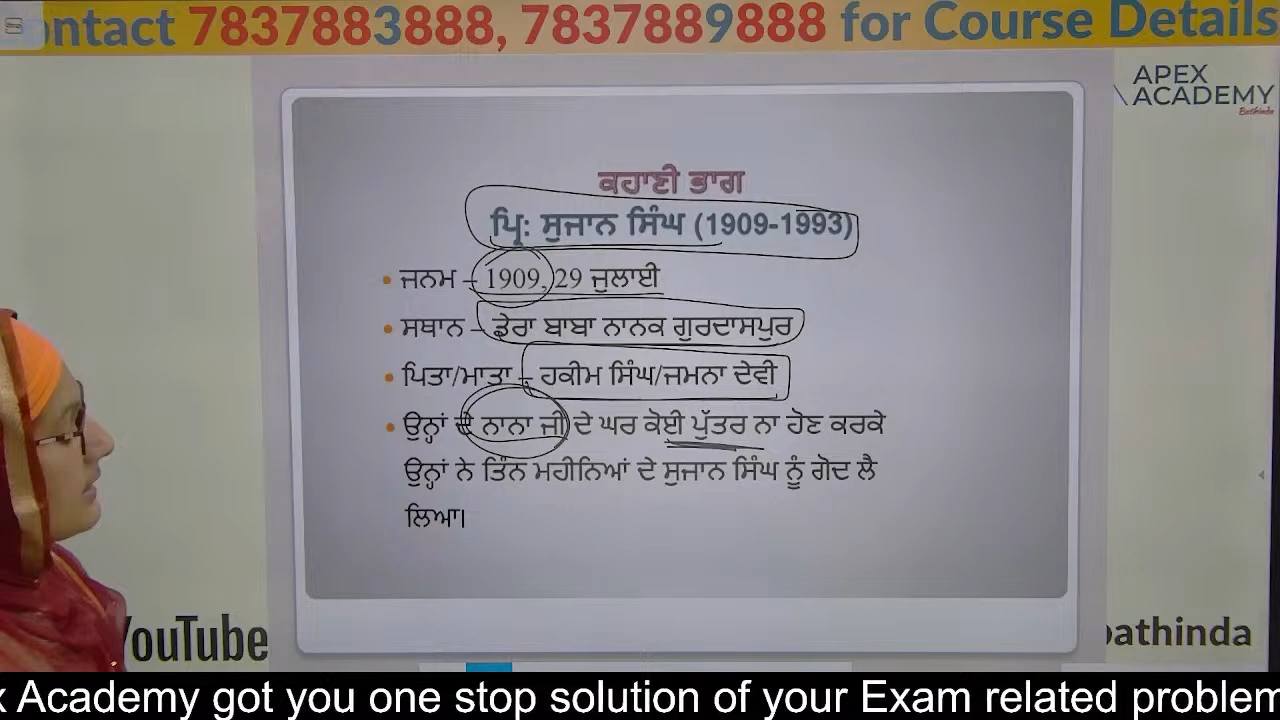 ontact 7837883888, 7837889888 for Course Details
APEX
ACADEMY
Bathinda
ਕਹਾਣੀ ਭਾਗ
ਪ੍ਰਿ: ਸੁਜਾਨ ਸਿੰਘ (1909-1993)
• ਜਨਮ – 1909, 29 ਜੁਲਾਈ
• ਸਥਾਨ – ਡੇਰਾ ਬਾਬਾ ਨਾਨਕ ਗੁਰਦਾਸਪੁਰ
• ਪਿਤਾ/ਮਾਤਾ – ਹਕੀਮ ਸਿੰਘ/ਜਮਨਾ ਦੇਵੀ
• ਉਨ੍ਹਾਂ ਦੇ ਨਾਨਾ ਜੀ ਦੇ ਘਰ ਕੋਈ ਪੁੱਤਰ ਨਾ ਹੋਣ ਕਰਕੇ
ਉਨ੍ਹਾਂ ਨੇ ਤਿੰਨ ਮਹੀਨਿਆਂ ਦੇ ਸੁਜਾਨ ਸਿੰਘ ਨੂੰ ਗੋਦ ਲੈ
ਲਿਆ।
YouTube
bathinda
x Academy got you one stop solution of your Exam related problem